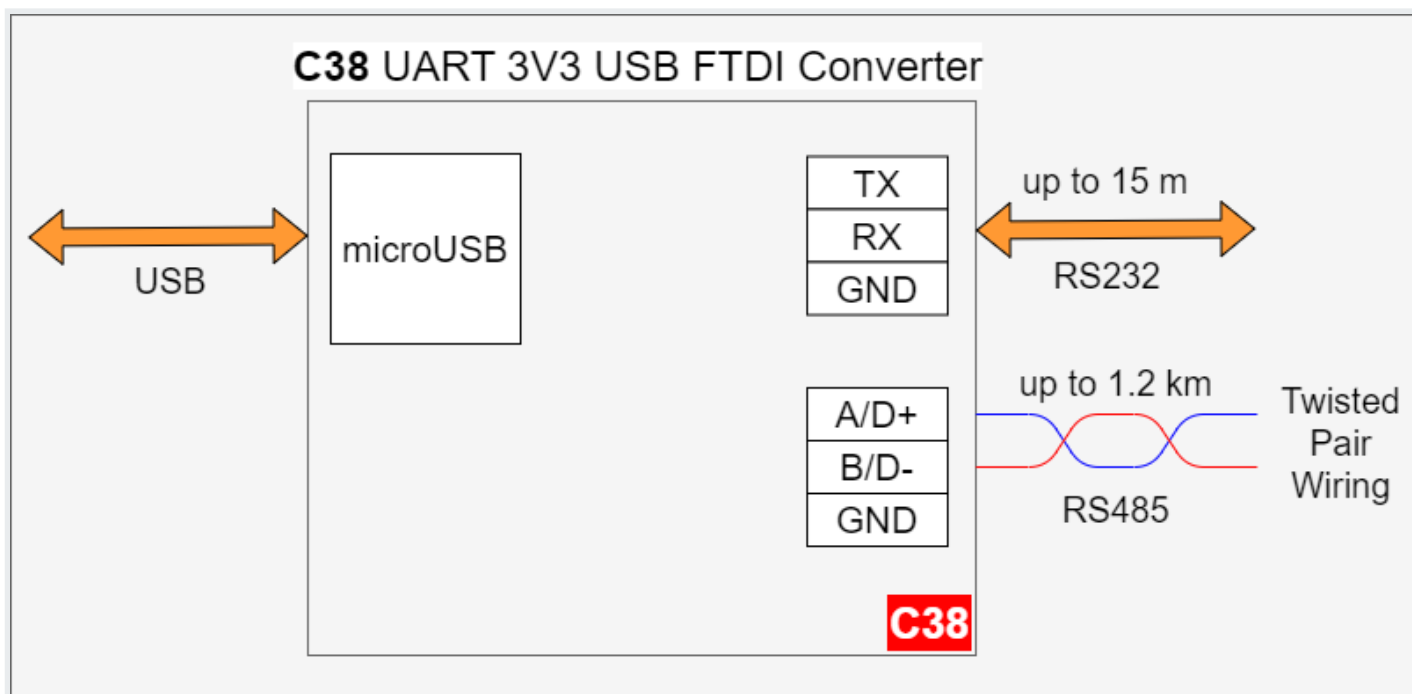 C38 UART 3V3 USB FTDI Converter
microUSB
USB
TX
RX
GND
up to 15 m
RS232
A/D+
B/D-
GND
up to 1.2 km
RS485
Twisted
Pair
Wiring
C38